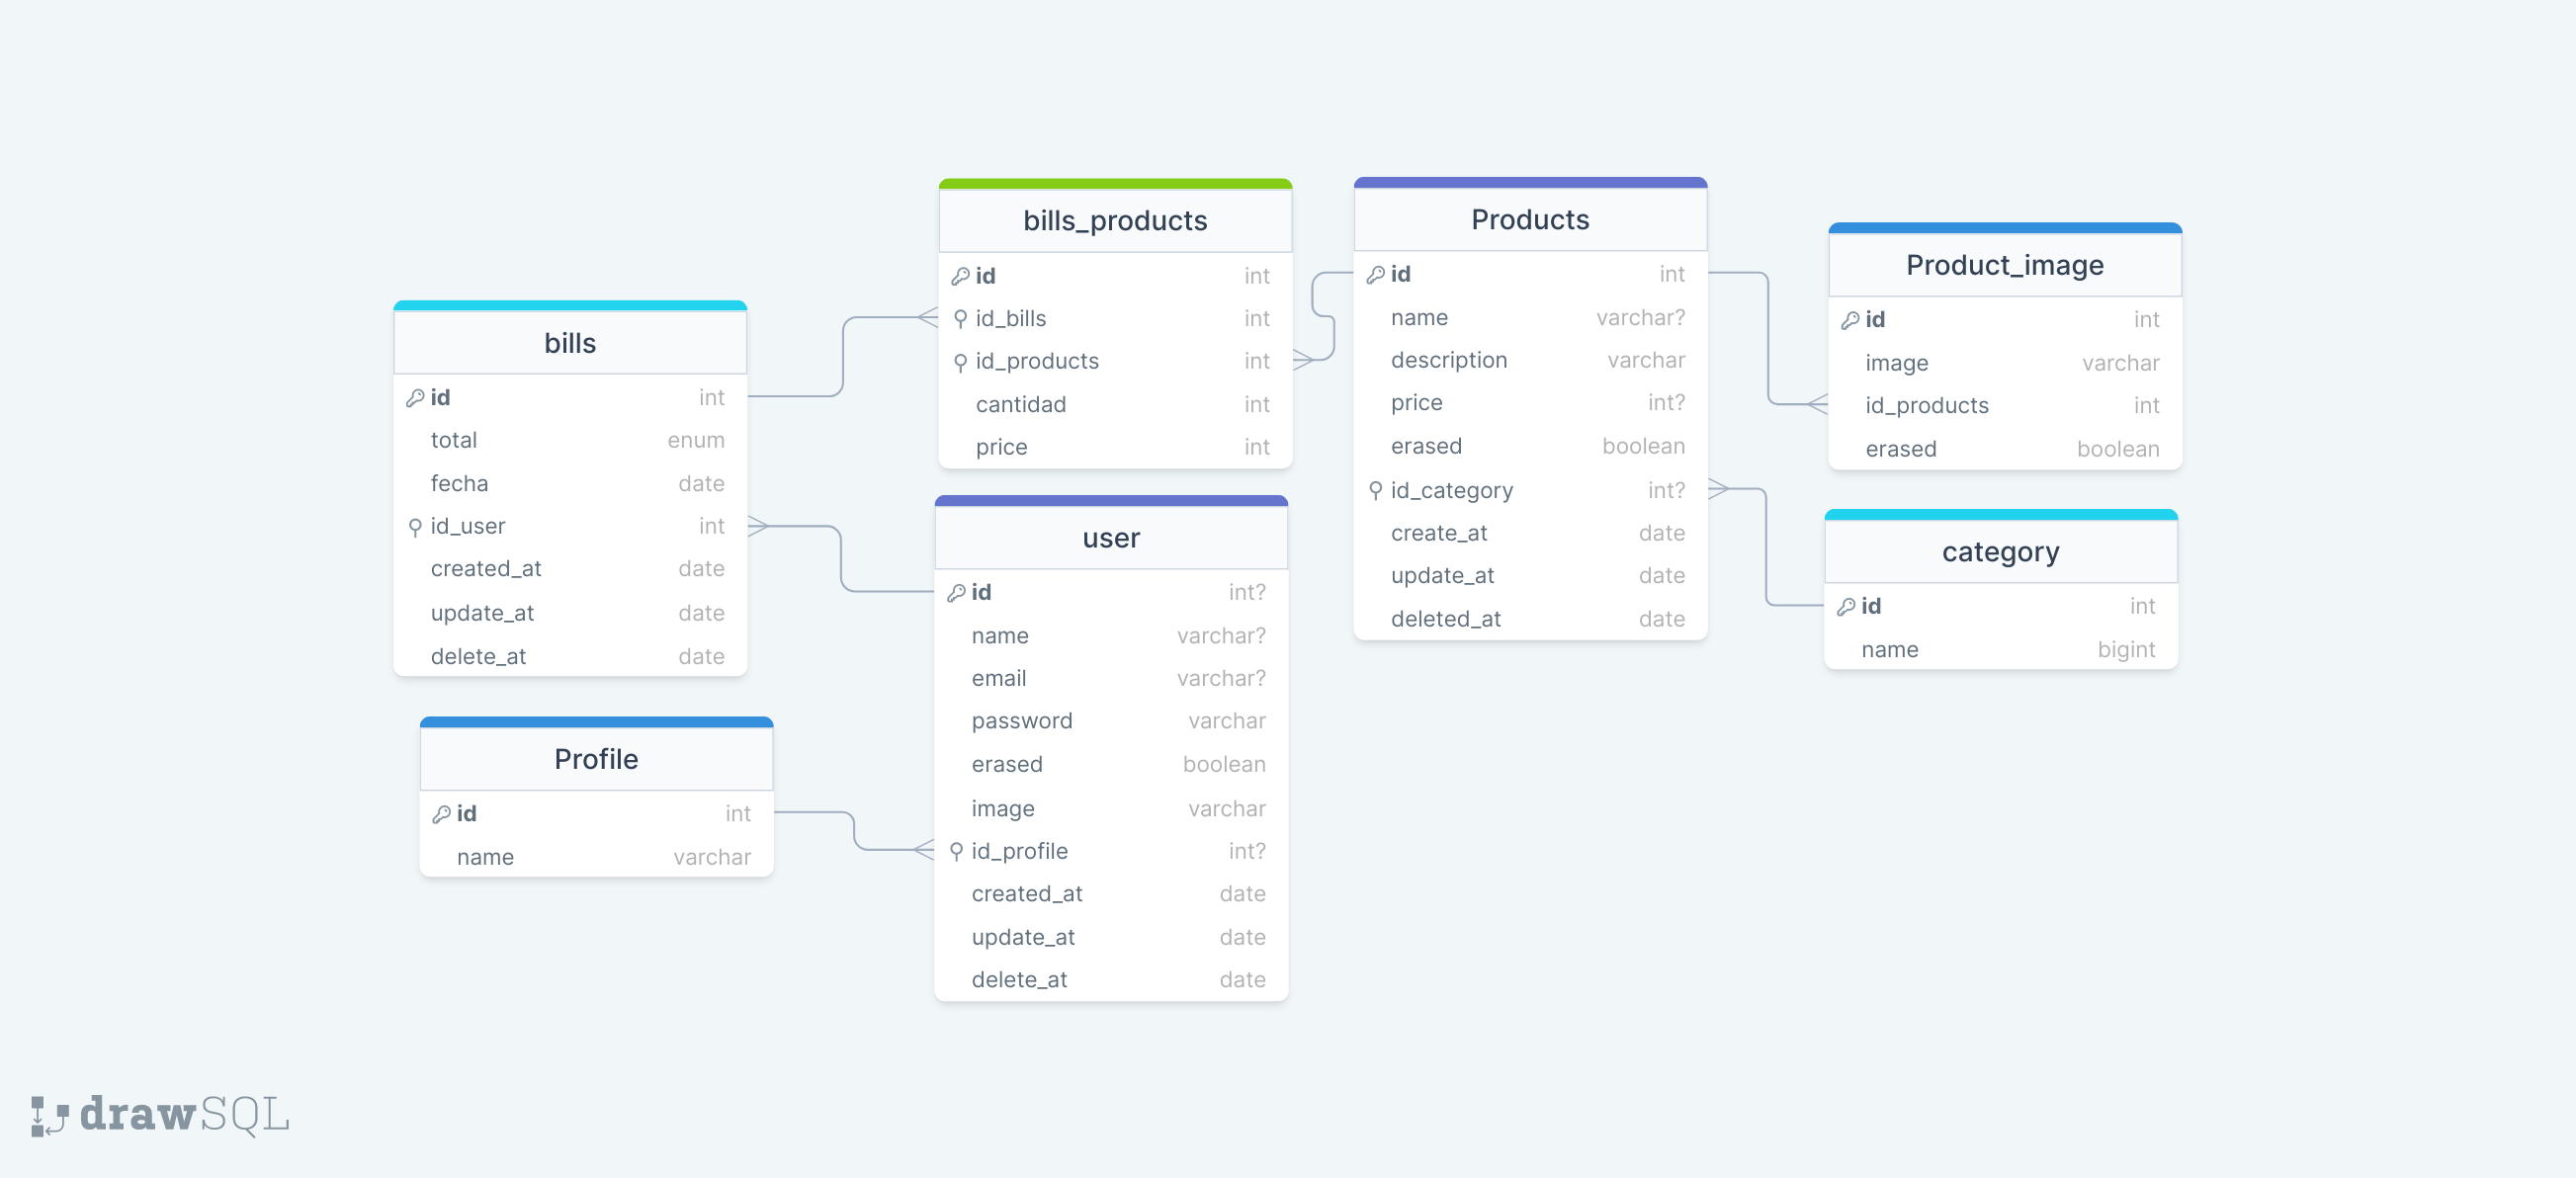 bills
id int
total enum
fecha date
id_user int
created_at date
update_at date
delete_at date
Profile
id int
name varchar
bills_products
id int
id_bills int
id_products int
cantidad int
price int
user
id int?
name varchar?
email varchar?
password varchar
erased boolean
image varchar
id_profile int?
created_at date
update_at date
delete_at date
Products
id int
name varchar?
description varchar
price int?
erased boolean
id_category int?
create_at date
update_at date
deleted_at date
Product_image
id int
image varchar
id_products int
erased boolean
category
id int
name bigint
drawSQL